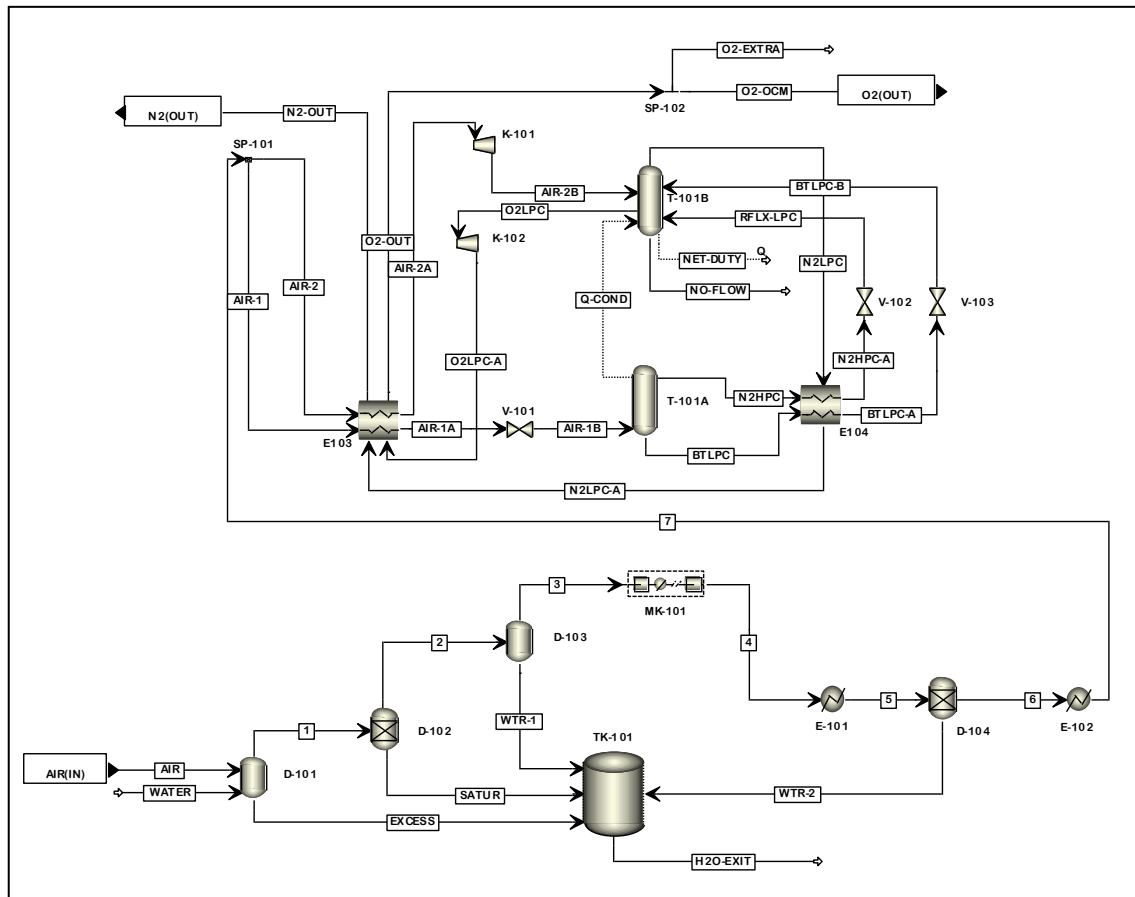 O2-EXTRA
O2-OCM
O2(OUT)
SP-102
N2(OUT)
N2-OUT
K-101
SP-101
AIR-2B
T-101B
BTLPC-B
O2LPC
RFLX-LPC
K-102
O2-OUT
AIR-2A
NET-DUTY
Q
N2LPC
AIR-1
AIR-2
Q-COND
NO-FLOW
V-102
V-103
O2LPC-A
N2HPC-A
V-101
T-101A
N2HPC
BTLPC-A
E103
AIR-1A
AIR-1B
E104
BTLPC
N2LPC-A
7
3
MK-101
2
D-103
4
1
WTR-1
5
6
D-102
TK-101
E-101
D-104
E-102
AIR(IN)
AIR
D-101
WATER
SATUR
WTR-2
EXCESS
H2O-EXIT